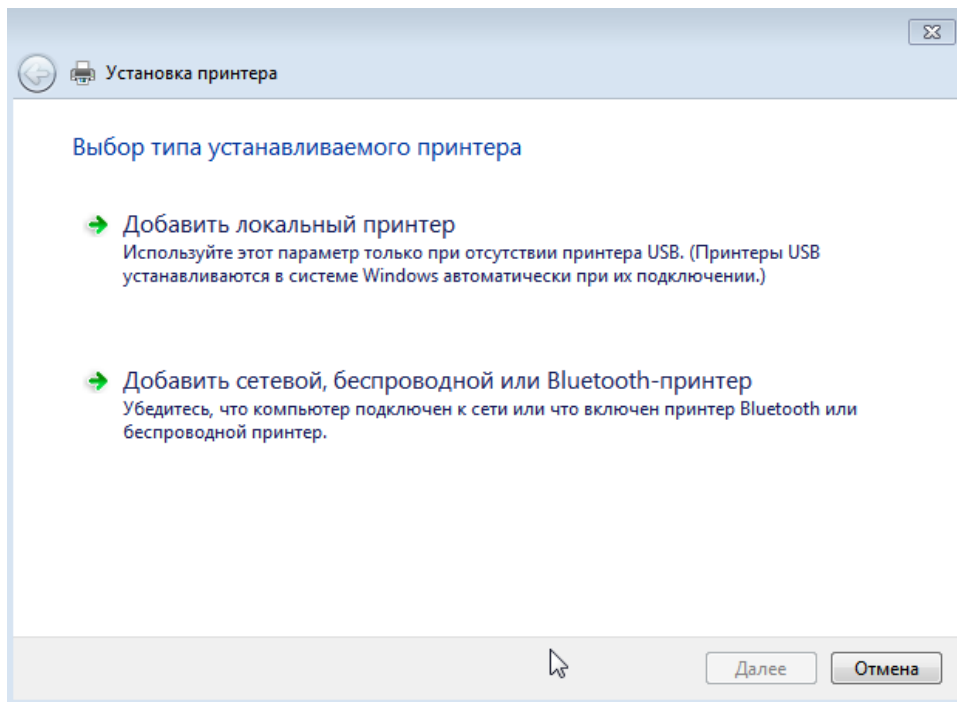 Установка принтера
Выбор типа устанавливаемого принтера
Добавить локальный принтер
Используйте этот параметр только при отсутствии принтера USB. (Принтеры USB
устанавливаются в системе Windows автоматически при их подключении.)
Добавить сетевой, беспроводной или Bluetooth-принтер
Убедитесь, что компьютер подключен к сети или что включен принтер Bluetooth или
беспроводной принтер.
Далее
Отмена